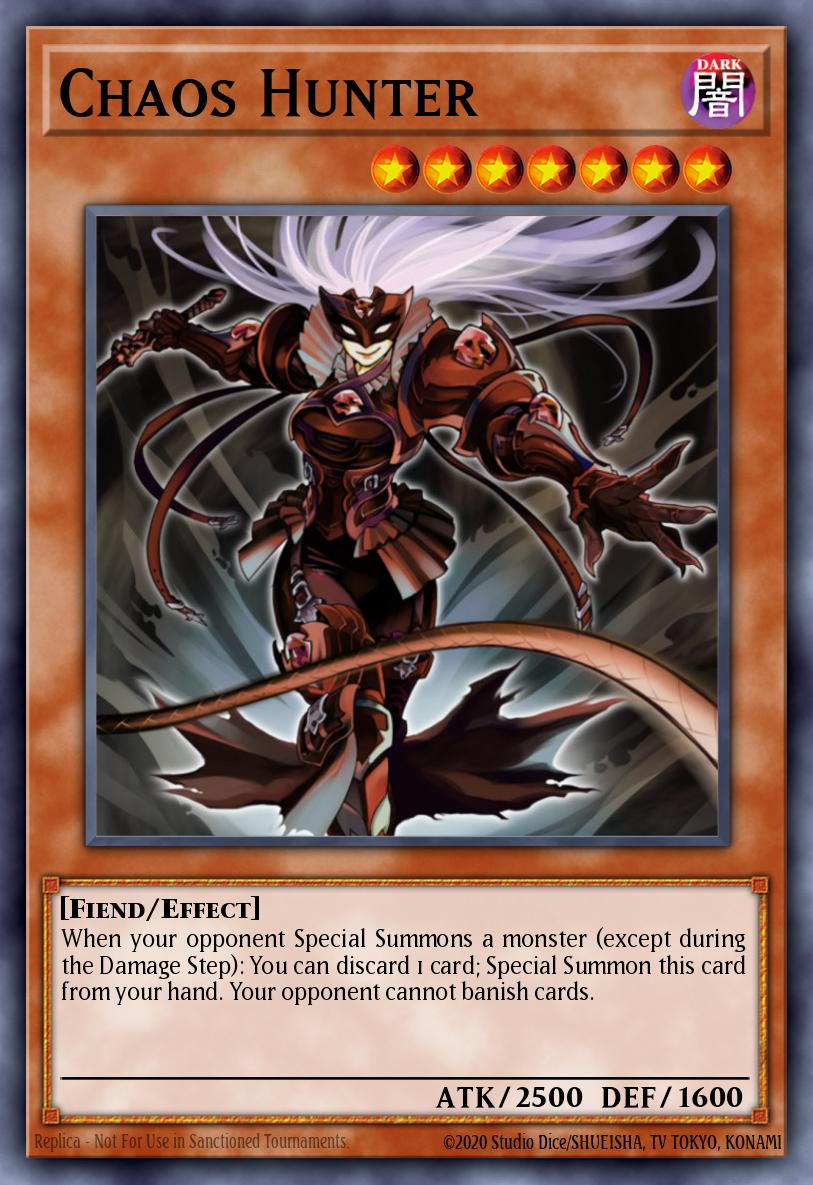 Chaos Hunter
DARK
闇
[Fiend/Effect]
When your opponent Special Summons a monster (except during
the Damage Step): You can discard 1 card; Special Summon this card
from your hand. Your opponent cannot banish cards.
ATK/2500 DEF/1600
Replica - Not For Use in Sanctioned Tournaments.
©2020 Studio Dice/SHUEISHA, TV TOKYO, KONAMI